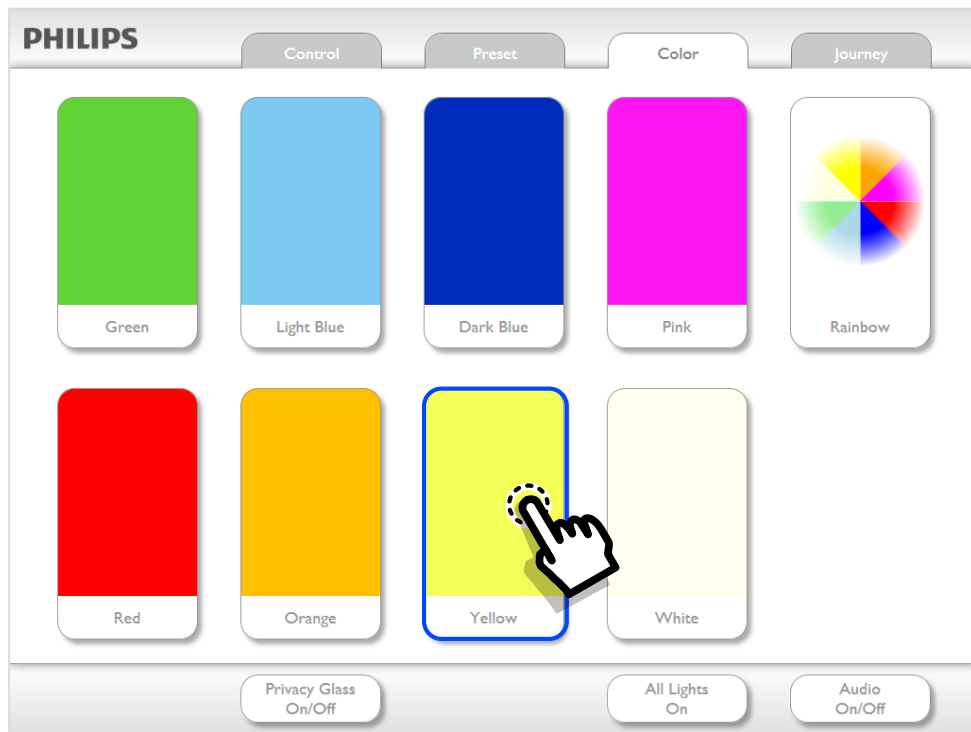 PHILIPS
Control
Preset
Color
Journey
Green
Light Blue
Dark Blue
Pink
Rainbow
Red
Orange
Yellow
White
Privacy Glass
On/Off
All Lights
On
Audio
On/Off